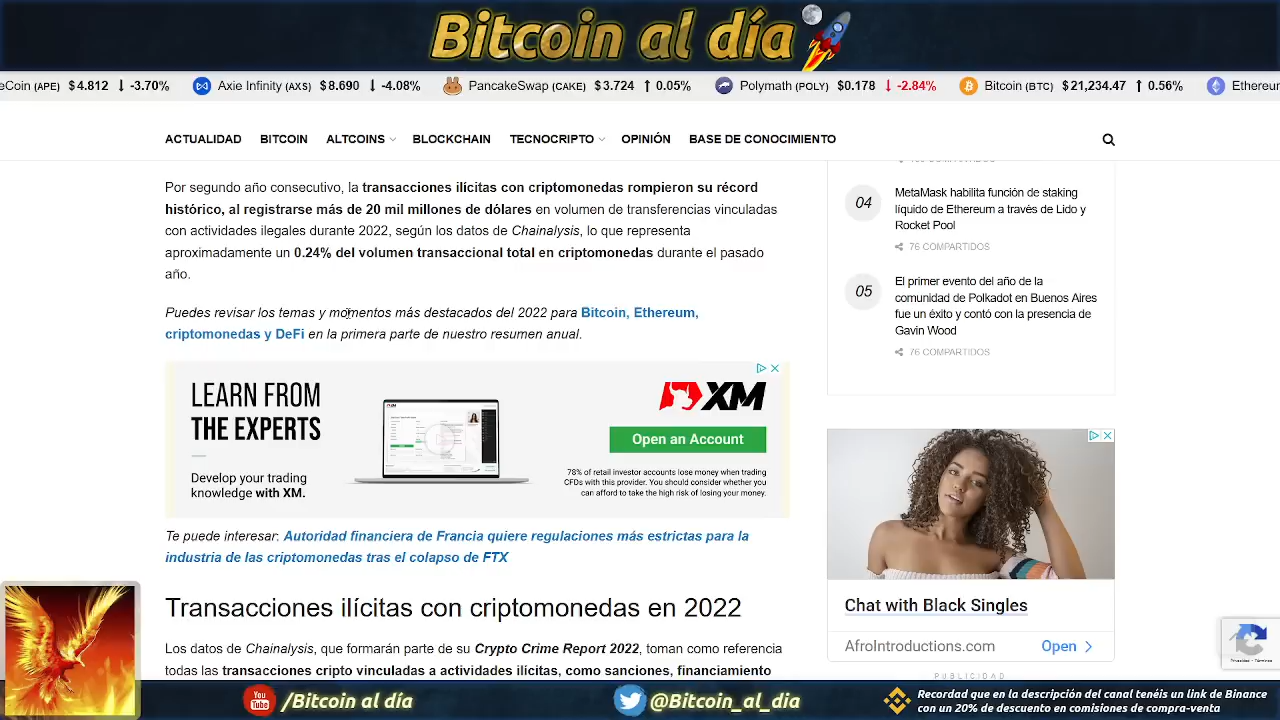 Bitcoin al día
eCoin (APE) $4.812 ↓ -3.70% Axie Infinity (AXS) $8.690 ↓ -4.08% PancakeSwap (CAKE) $3.724 ↑ 0.05% Polymath (POLY) $0.178 ↓ -2.84% Bitcoin (BTC) $21,234.47 ↑ 0.56% Ethereum
ACTUALIDAD BITCOIN ALTCOINS BLOCKCHAIN TECNOCRIPTO OPINIÓN BASE DE CONOCIMIENTO
Por segundo año consecutivo, la transacciones ilícitas con criptomonedas rompieron su récord
histórico, al registrarse más de 20 mil millones de dólares en volumen de transferencias vinculadas
con actividades ilegales durante 2022, según los datos de Chainalysis, lo que representa
aproximadamente un 0.24% del volumen transaccional total en criptomonedas durante el pasado
año.
Puedes revisar los temas y momentos más destacados del 2022 para Bitcoin, Ethereum,
criptomonedas y DeFi en la primera parte de nuestro resumen anual.
LEARN FROM
THE EXPERTS
Develop your trading
knowledge with XM.
XM
Open an Account
78% of retail investor accounts lose money when trading
CFDs with this provider. You should consider whether you
can afford to take the high risk of losing your money.
Te puede interesar: Autoridad financiera de Francia quiere regulaciones más estrictas para la
industria de las criptomonedas tras el colapso de FTX
Transacciones ilícitas con criptomonedas en 2022
Los datos de Chainalysis, que formarán parte de su Crypto Crime Report 2022, toman como referencia
todas las transacciones cripto vinculadas a actividades ilícitas, como sanciones, financiamiento
04
MetaMask habilita función de staking
líquido de Ethereum a través de Lido y
Rocket Pool
76 COMPARTIDOS
05
El primer evento del año de la
comunidad de Polkadot en Buenos Aires
fue un éxito y contó con la presencia de
Gavin Wood
76 COMPARTIDOS
Chat with Black Singles
AfroIntroductions.com Open
PUBLICIDAD
Privacidad - Términos
You Tube /Bitcoin al día
@Bitcoin_al_dia
Recordad que en la descripción del canal tenéis un link de Binance
con un 20% de descuento en comisiones de compra-venta